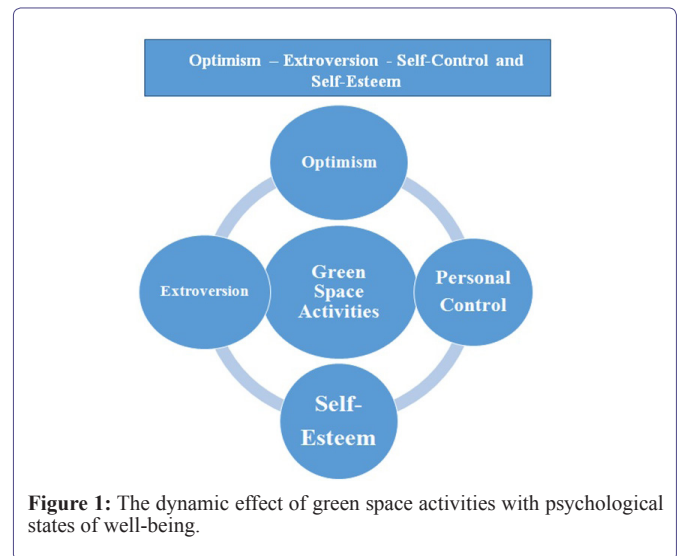 Optimism – Extroversion - Self-Control and
Self-Esteem
Optimism
Extroversion
Green
Space
Activities
Personal
Control
Self-
Esteem
Figure 1: The dynamic effect of green space activities with psychological
states of well-being.